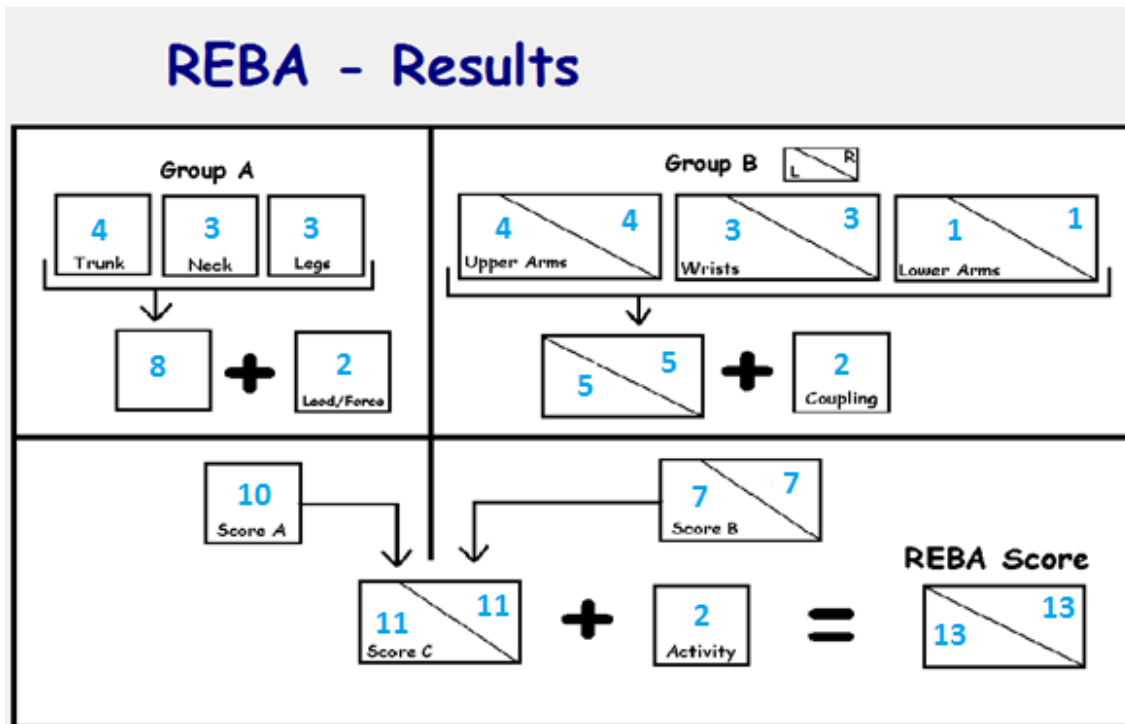 REBA - Results
Group A
4 3 3
Trunk Neck Legs
8 + 2
Load/Force
Group B L R
4 4 3 3 1 1
Upper Arms Wrists Lower Arms
5 5 + 2
Coupling
10
Score A
7 7
Score B
REBA Score
11 11 + 2 = 13 13
Score C Activity